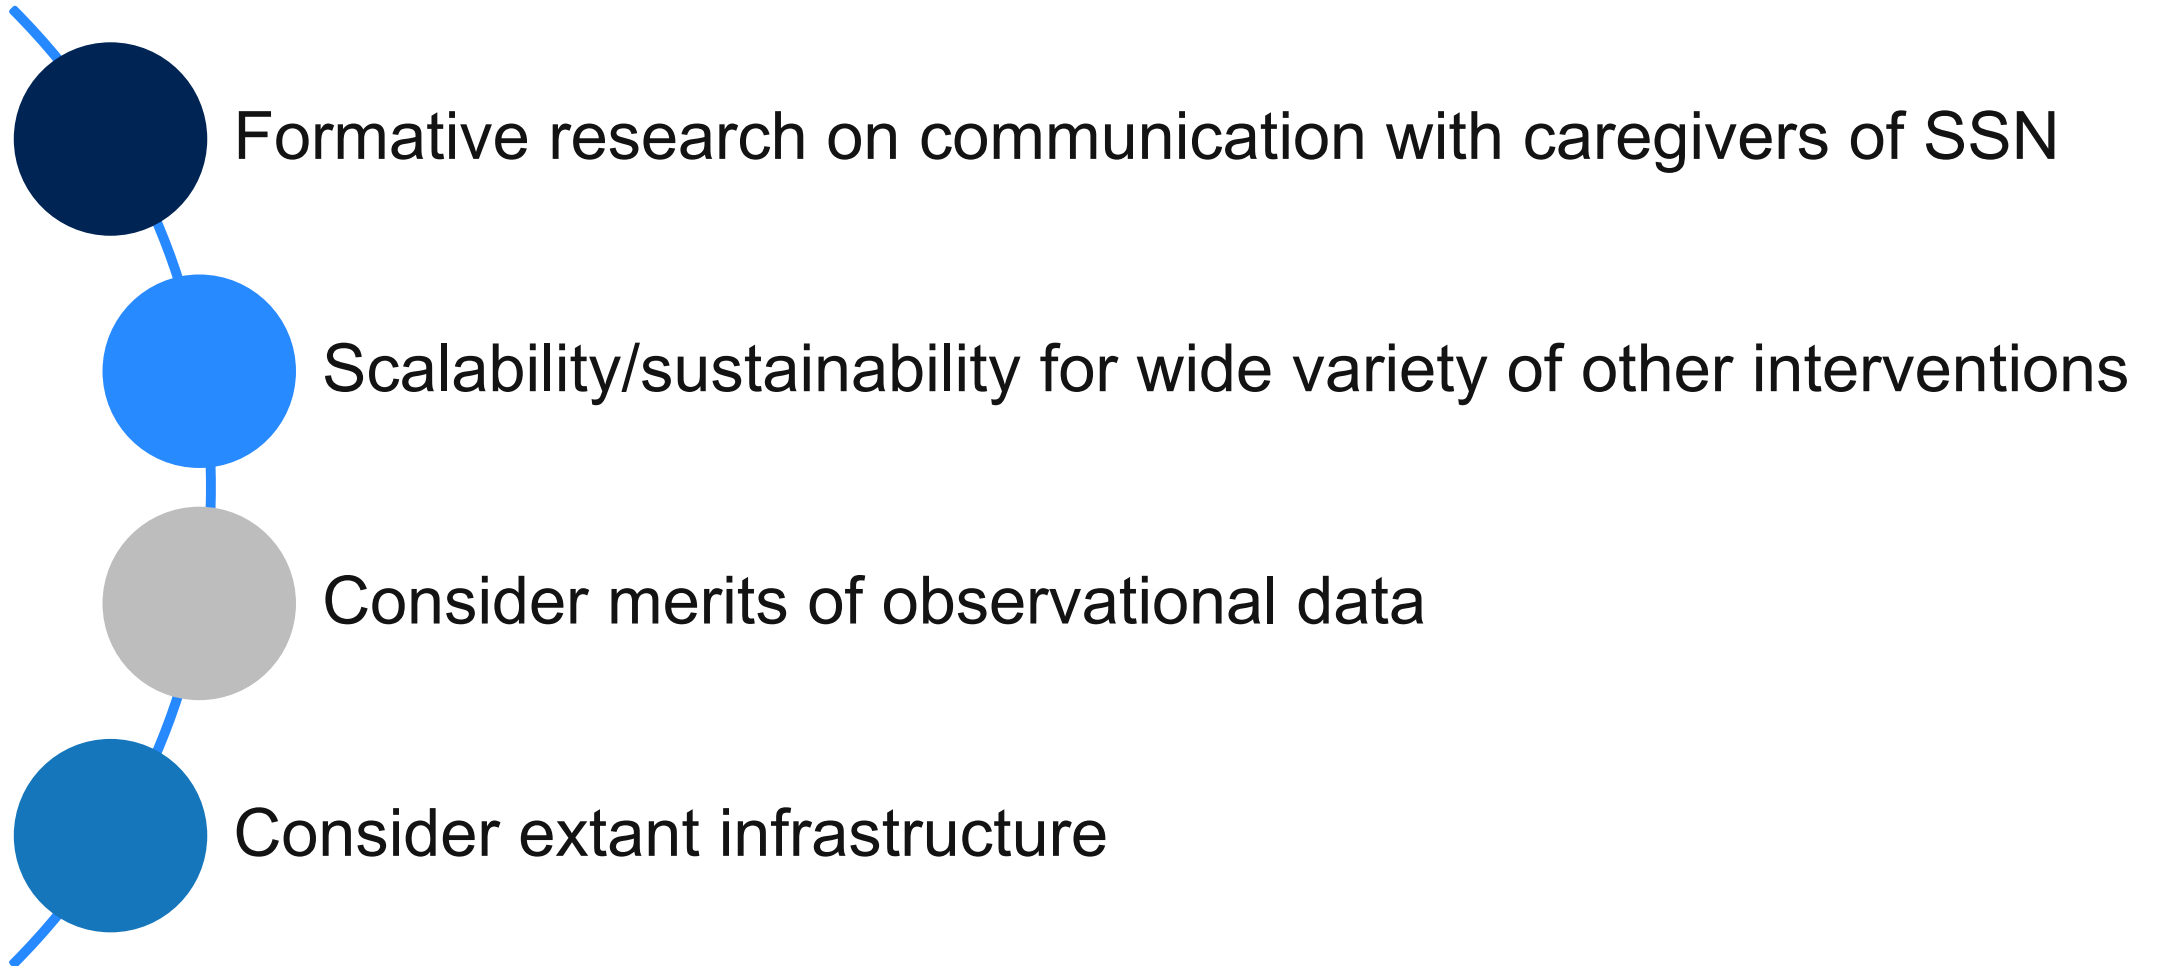 Formative research on communication with caregivers of SSN
Scalability/sustainability for wide variety of other interventions
Consider merits of observational data
Consider extant infrastructure